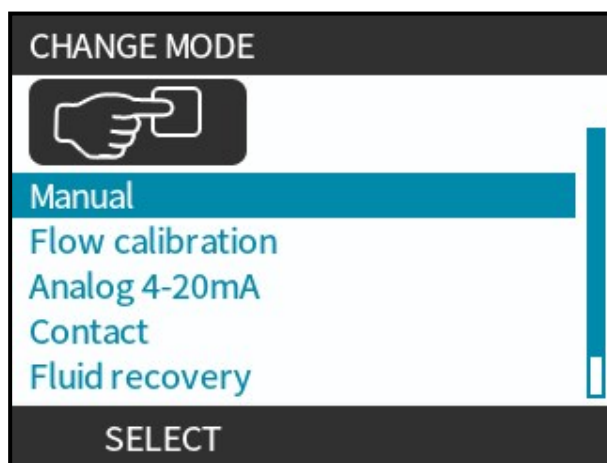 CHANGE MODE
Manual
Flow calibration
Analog 4-20mA
Contact
Fluid recovery
SELECT